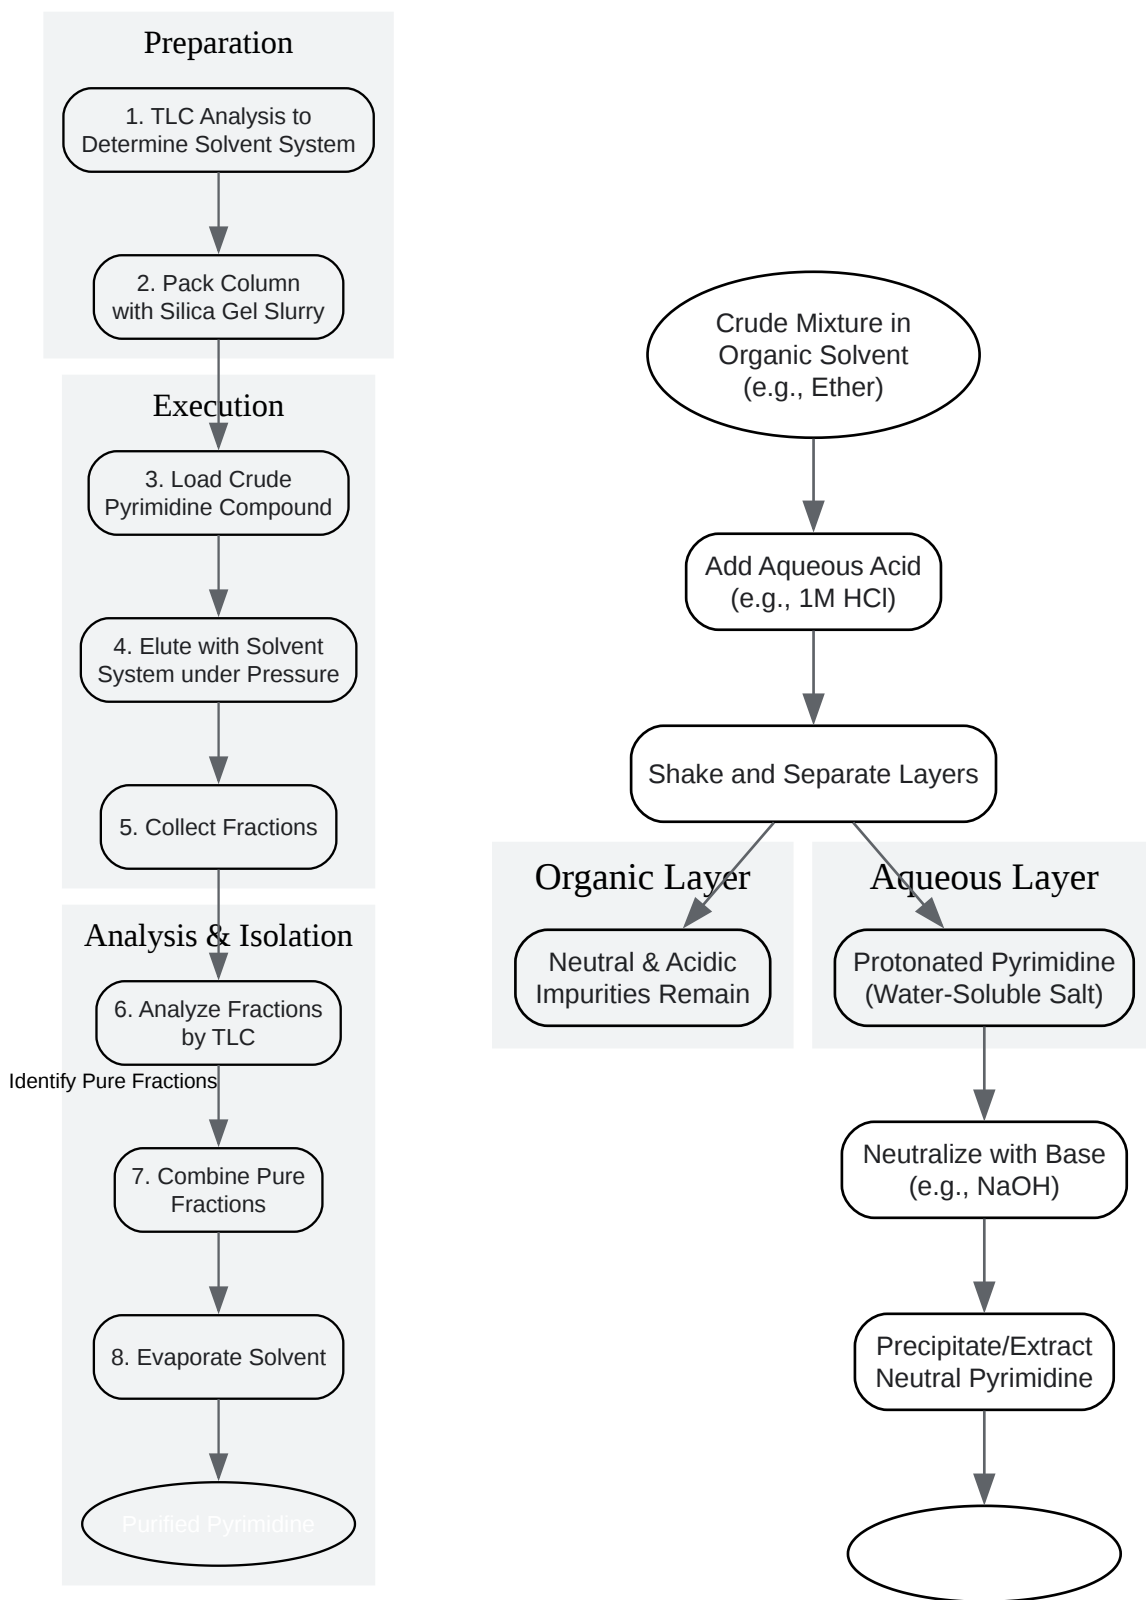 Preparation
1. TLC Analysis to
Determine Solvent System
2. Pack Column
with Silica Gel Slurry
Execution
3. Load Crude
Pyrimidine Compound
4. Elute with Solvent
System under Pressure
5. Collect Fractions
Analysis & Isolation
6. Analyze Fractions
by TLC
Identify Pure Fractions
7. Combine Pure
Fractions
8. Evaporate Solvent
Purified Pyrimidine
Crude Mixture in
Organic Solvent
(e.g., Ether)
Add Aqueous Acid
(e.g., 1M HCl)
Shake and Separate Layers
Organic Layer
Neutral & Acidic
Impurities Remain
Aqueous Layer
Protonated Pyrimidine
(Water-Soluble Salt)
Neutralize with Base
(e.g., NaOH)
Precipitate/Extract
Neutral Pyrimidine